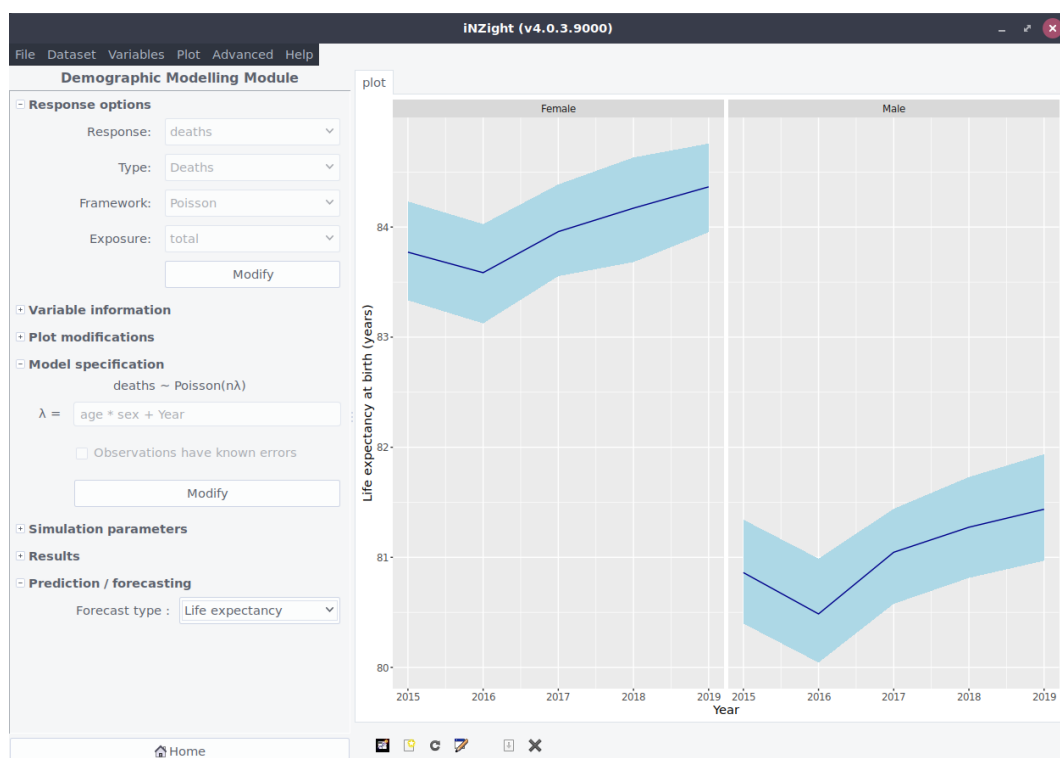 iNZight (v4.0.3.9000)
File Dataset Variables Plot Advanced Help
Demographic Modelling Module
Response options
Response: deaths
Type: Deaths
Framework: Poisson
Exposure: total
Modify
Variable information
Plot modifications
Model specification
deaths ~ Poisson(nλ)
λ = age * sex + Year
Observations have known errors
Modify
Simulation parameters
Results
Prediction / forecasting
Forecast type : Life expectancy
Home
plot
Female Male
Life expectancy at birth (years)
84
83
82
81
80
2015 2016 2017 2018 2019 2015 2016 2017 2018 2019
Year